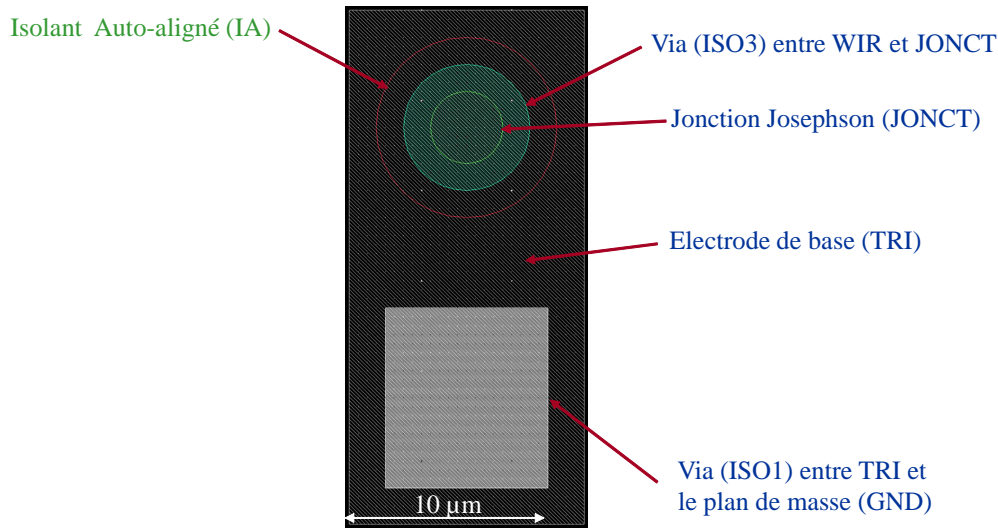 Isolant Auto-aligné (IA)
Via (ISO3) entre WIR et JONCT
Jonction Josephson (JONCT)
Electrode de base (TRI)
Via (ISO1) entre TRI et
le plan de masse (GND)
10 µm